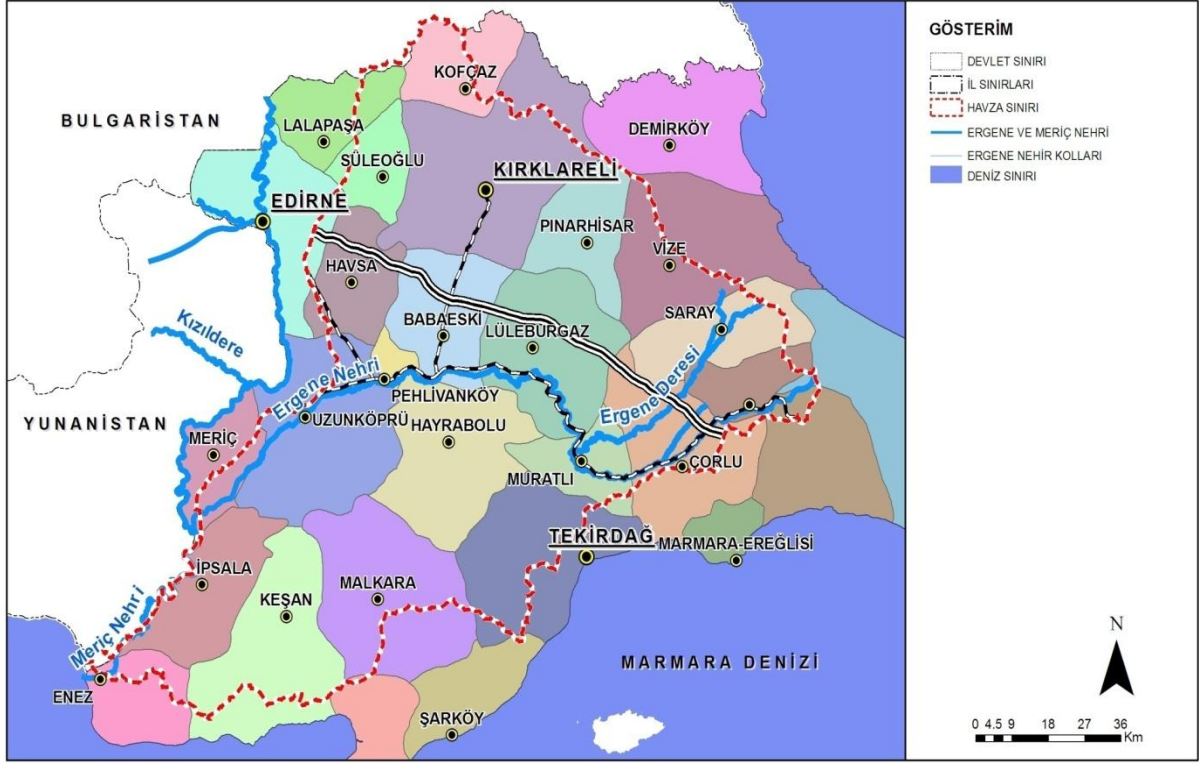 GÖSTERİM
DEVLET SINIRI
İL SINIRLARI
HAVZA SINIRI
ERGENE VE MERİÇ NEHRİ
ERGENE NEHİR KOLLARI
DENİZ SINIRI
KOFÇAZ
BULGARİSTAN
LALAPAŞA
DEMİRKÖY
SÜLEOĞLU
KIRKLARELİ
EDİRNE
PINARHİSAR
VİZE
HAVSA
SARAY
BABAESKİ
LÜLEBURGAZ
Kızıldere
Ergene Nehri
Ergene Deresi
PEHLİVANKÖY
YUNANİSTAN
UZUNKÖPRÜ
HAYRABOLU
MERİÇ
MURATLI
ÇORLU
TEKİRDAĞ
MARMARA-EREĞLİSİ
İPSALA
MALKARA
KEŞAN
Meriç Nehri
MARMARA DENİZİ
ENEZ
ŞARKÖY
N
0 4.5 9 18 27 36
Km